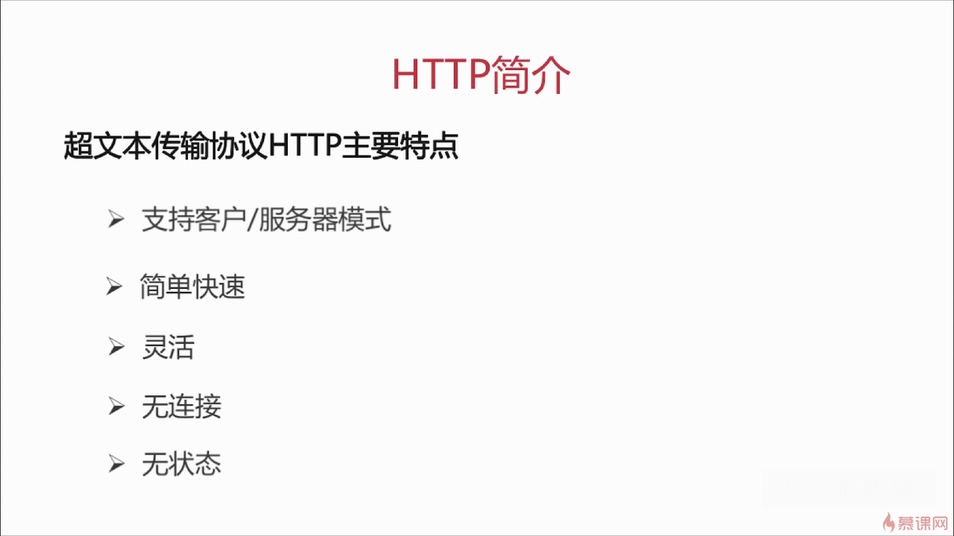 HTTP简介
超文本传输协议HTTP主要特点
支持客户/服务器模式
简单快速
灵活
无连接
无状态
慕课网